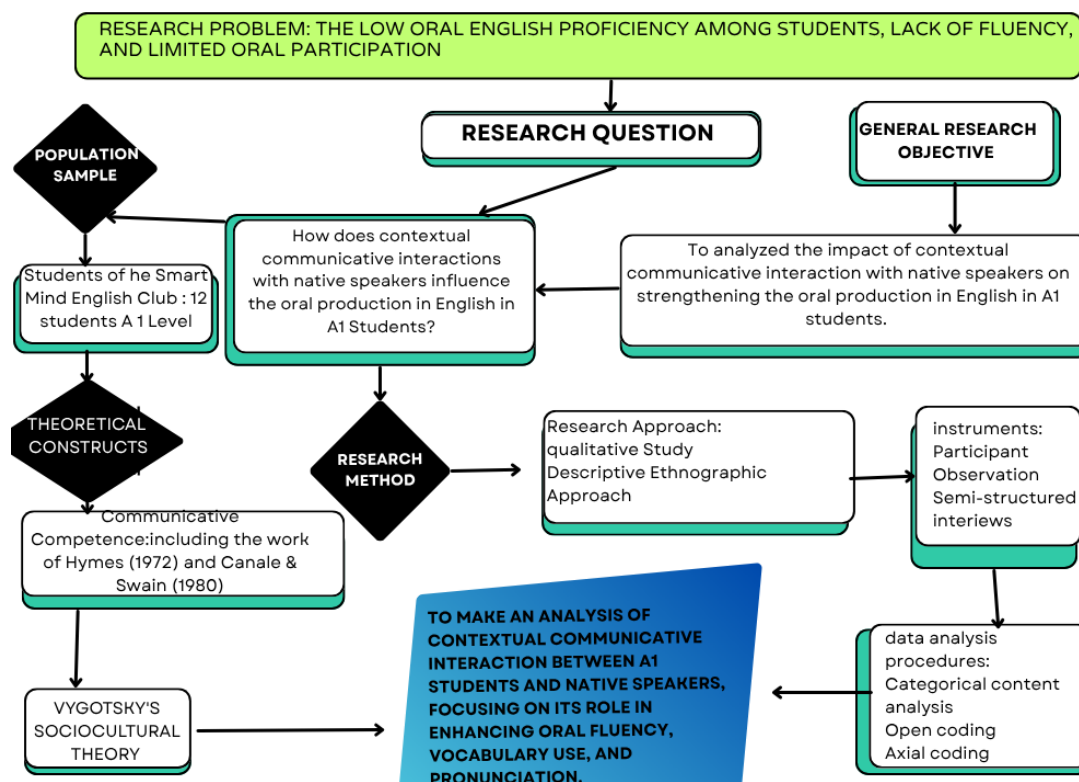 RESEARCH PROBLEM: THE LOW ORAL ENGLISH PROFICIENCY AMONG STUDENTS, LACK OF FLUENCY,
AND LIMITED ORAL PARTICIPATION
RESEARCH QUESTION
GENERAL RESEARCH
OBJECTIVE
POPULATION
SAMPLE
How does contextual
communicative interactions
with native speakers influence
the oral production in English in
A1 Students?
To analyzed the impact of contextual
communicative interaction with native speakers on
strengthening the oral production in English in A1
students.
Students of he Smart
Mind English Club : 12
students A 1 Level
THEORETICAL
CONSTRUCTS
RESEARCH
METHOD
Research Approach:
qualitative Study
Descriptive Ethnographic
Approach
instruments:
Participant
Observation
Semi-structured
interiews
Communicative
Competence:including the work
of Hymes (1972) and Canale &
Swain (1980)
TO MAKE AN ANALYSIS OF
CONTEXTUAL COMMUNICATIVE
INTERACTION BETWEEN A1
STUDENTS AND NATIVE SPEAKERS,
FOCUSING ON ITS ROLE IN
ENHANCING ORAL FLUENCY,
VOCABULARY USE, AND
PRONUNCIATION.
data analysis
procedures:
Categorical content
analysis
Open coding
Axial coding
VYGOTSKY'S
SOCIOCULTURAL
THEORY